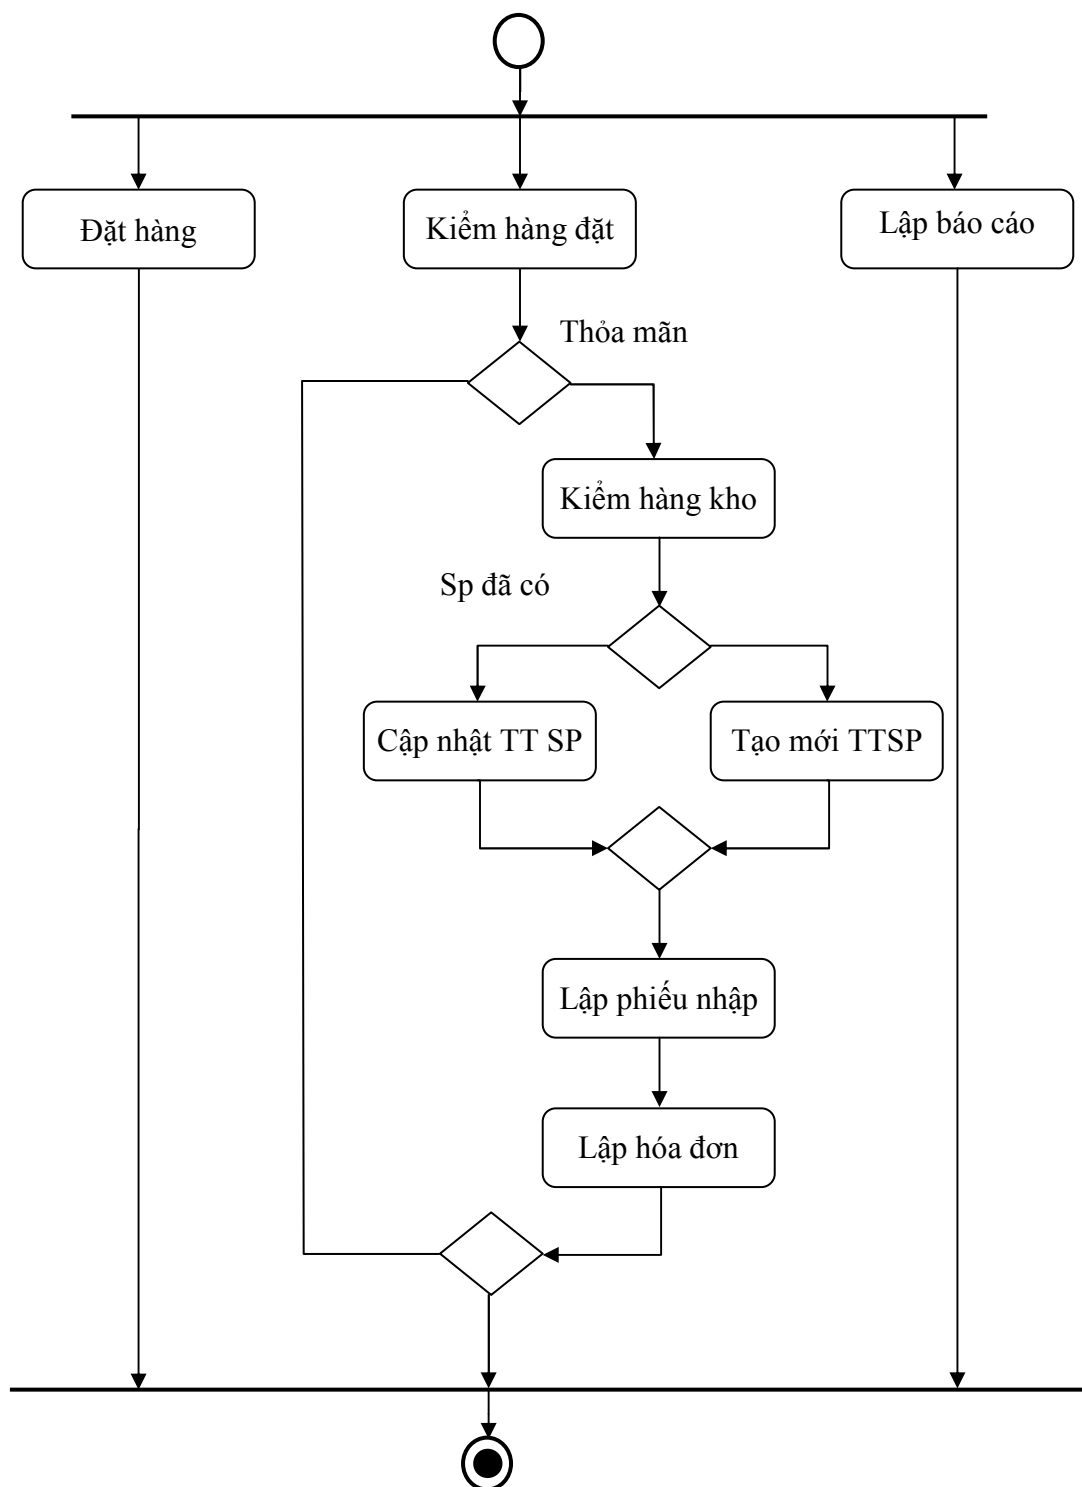 Đặt hàng
Kiểm hàng đặt
Lập báo cáo
Thỏa mãn
Kiểm hàng kho
Sp đã có
Cập nhật TT SP
Tạo mới TTSP
Lập phiếu nhập
Lập hóa đơn